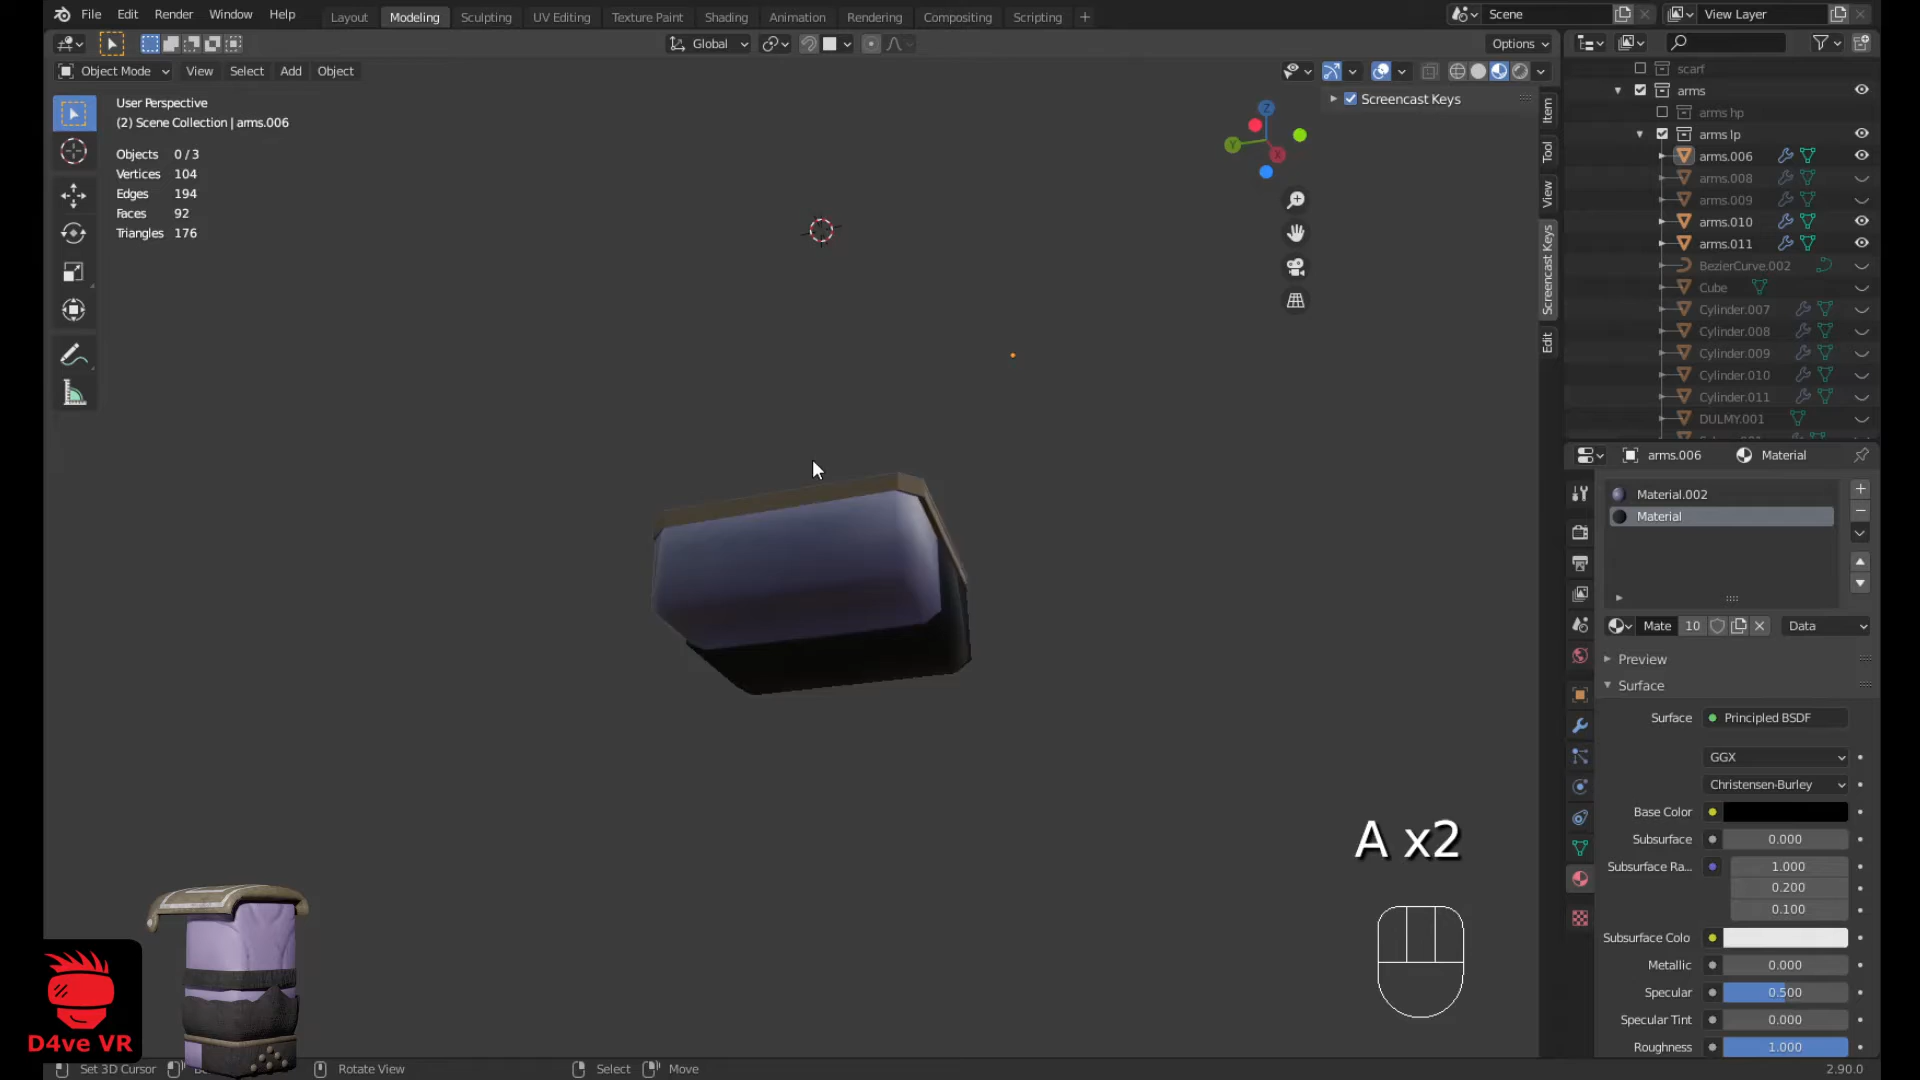 File Edit Render Window Help Layout Modeling Sculpting UV Editing Texture Paint Shading Animation Rendering Compositing Scripting + Scene View Layer
Global Options
Object Mode View Select Add Object
User Perspective
(2) Scene Collection | arms.006
Objects 0 / 3
Vertices 104
Edges 194
Faces 92
Triangles 176
Screencast Keys
Z
Y
X
Item
Tool
View
Screencast Keys
Edit
scarf
arms
arms hp
arms lp
arms.006
arms.008
arms.009
arms.010
arms.011
BezierCurve.002
Cube
Cylinder.007
Cylinder.008
Cylinder.009
Cylinder.010
Cylinder.011
DULMY.001
arms.006 Material
Material.002
Material
Mate 10 Data
Preview
Surface
Surface Principled BSDF
GGX
Christensen-Burley
Base Color
Subsurface 0.000
Subsurface Ra... 1.000
0.200
0.100
Subsurface Colo
Metallic 0.000
Specular 0.500
Specular Tint 0.000
Roughness 1.000
A x2
D4ve VR
Set 3D Cursor Rotate View Select Move 2.90.0